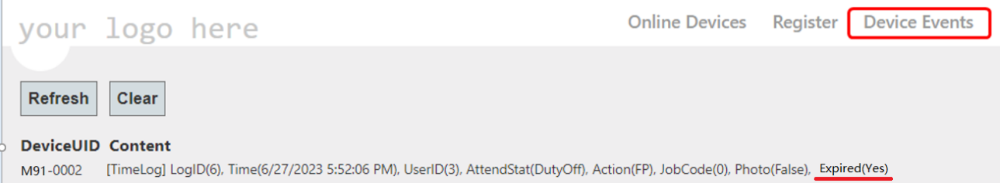 your logo here
Online Devices Register Device Events
Refresh Clear
DeviceUID Content
M91-0002 [TimeLog] LogID(6), Time(6/27/2023 5:52:06 PM), UserID(3), AttendStat(DutyOff), Action(FP), JobCode(0), Photo(False), Expired(Yes)